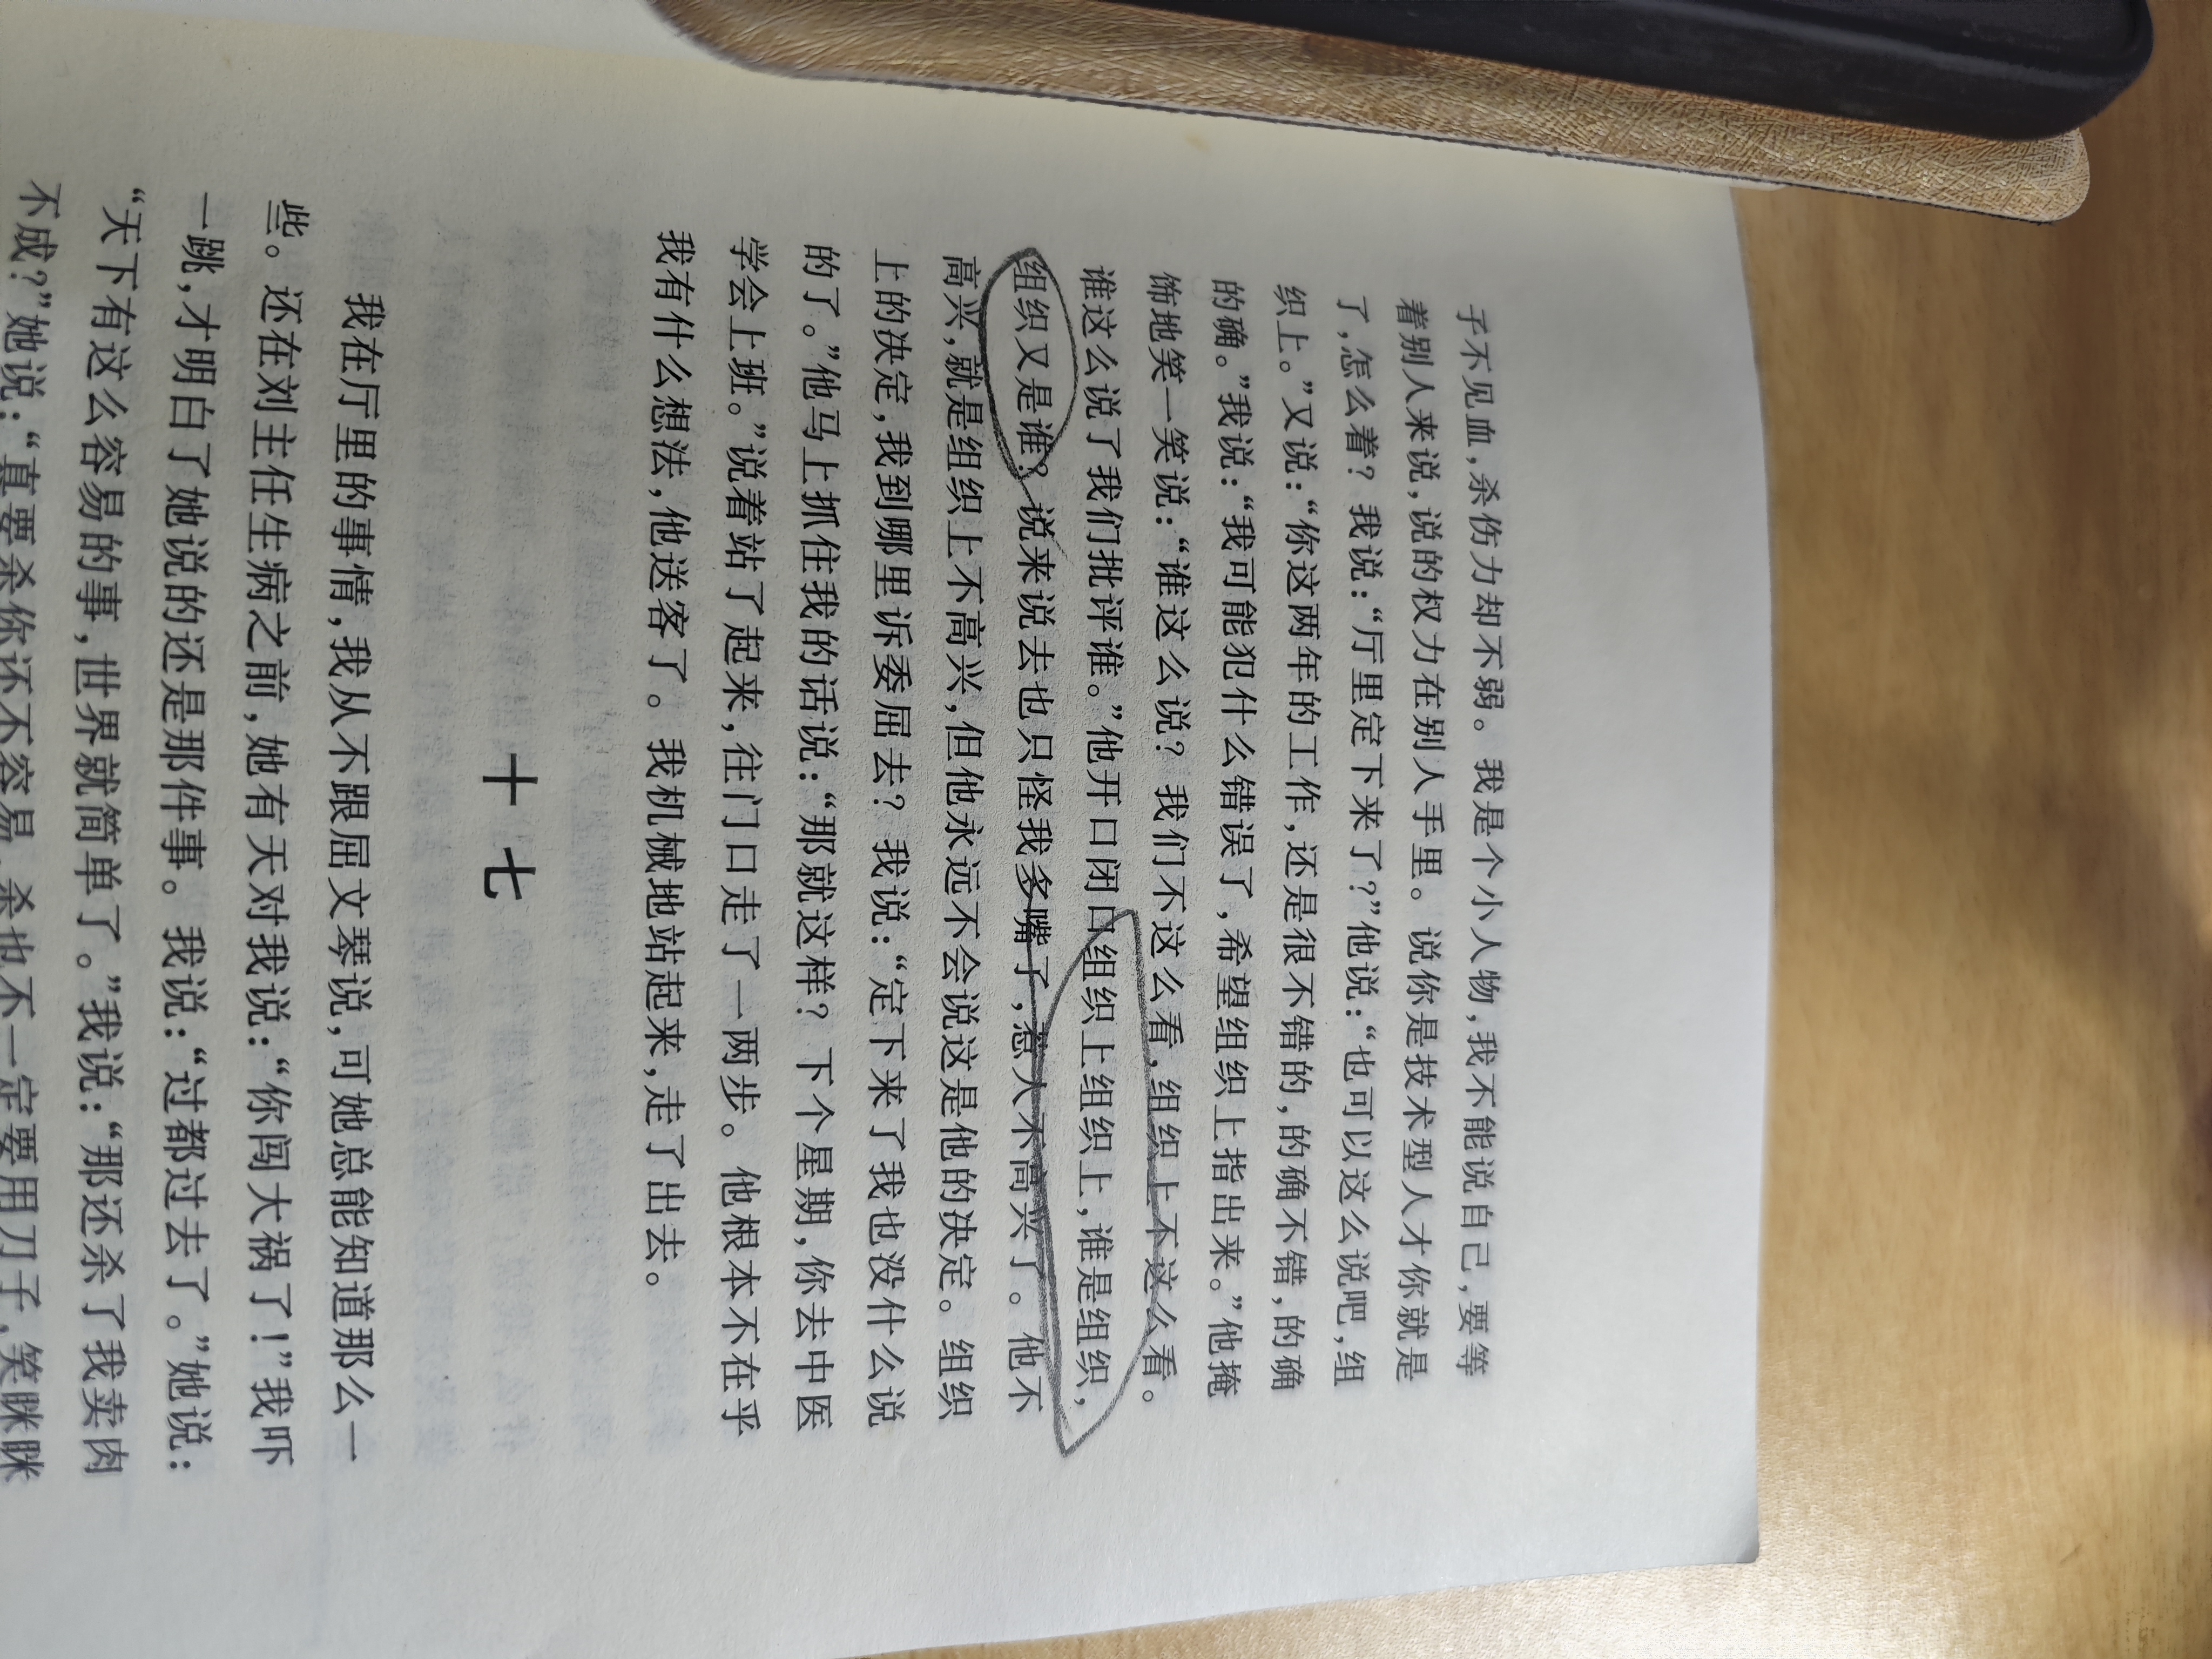 子不见血，杀伤力却不弱。我是个小人物，我不能说自己，要等
着别人来说，说的权力在别人手里。说你是技术型人才你就是
了，怎么着？我说：“厅里定下来了？”他说：“也可以这么说吧，组
织上。”又说：“你这两年的工作，还是很不错的，的确不错，的确
的确。”我说：“我可能犯什么错误了，希望组织上指出来。”他掩
饰地笑一笑说：“谁这么说？我们不这么看，组织上不这么看。
谁这么说了我们批评谁。”他开口闭口组织上组织上，谁是组织，
组织又是谁？说来说去也只怪我多嘴了，惹人不高兴了。他不
高兴，就是组织上不高兴，但他永远不会说这是他的决定。组织
上的决定，我到哪里诉委屈去？我说：“定下来了我也没什么说
的了。”他马上抓住我的话说：“那就这样？下个星期，你去中医
学会上班。”说着站了起来，往门口走了一两步。他根本不在乎
我有什么想法，他送客了。我机械地站起来，走了出去。
十七
我在厅里的事情，我从不跟屈文琴说，可她总能知道那么一
些。还在刘主任生病之前，她有天对我说：“你闯大祸了！”我吓
一跳，才明白了她说的还是那件事。我说：“过都过去了。”她说：
“天下有这么容易的事，世界就简单了。”我说：“那还杀了我卖肉
不成？”她说：“真要杀你还不容易，杀也不一定要用刀子，笑眯眯